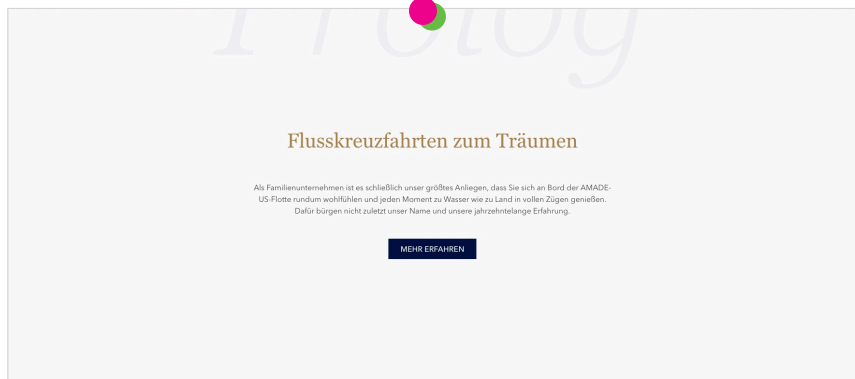 Prolog
Flusskreuzfahrten zum Träumen
Als Familienunternehmen ist es schließlich unser größtes Anliegen, dass Sie sich an Bord der AMADE-
US-Flotte rundum wohlfühlen und jeden Moment zu Wasser wie zu Land in vollen Zügen genießen.
Dafür bürgen nicht zuletzt unser Name und unsere jahrzehntelange Erfahrung.
MEHR ERFAHREN